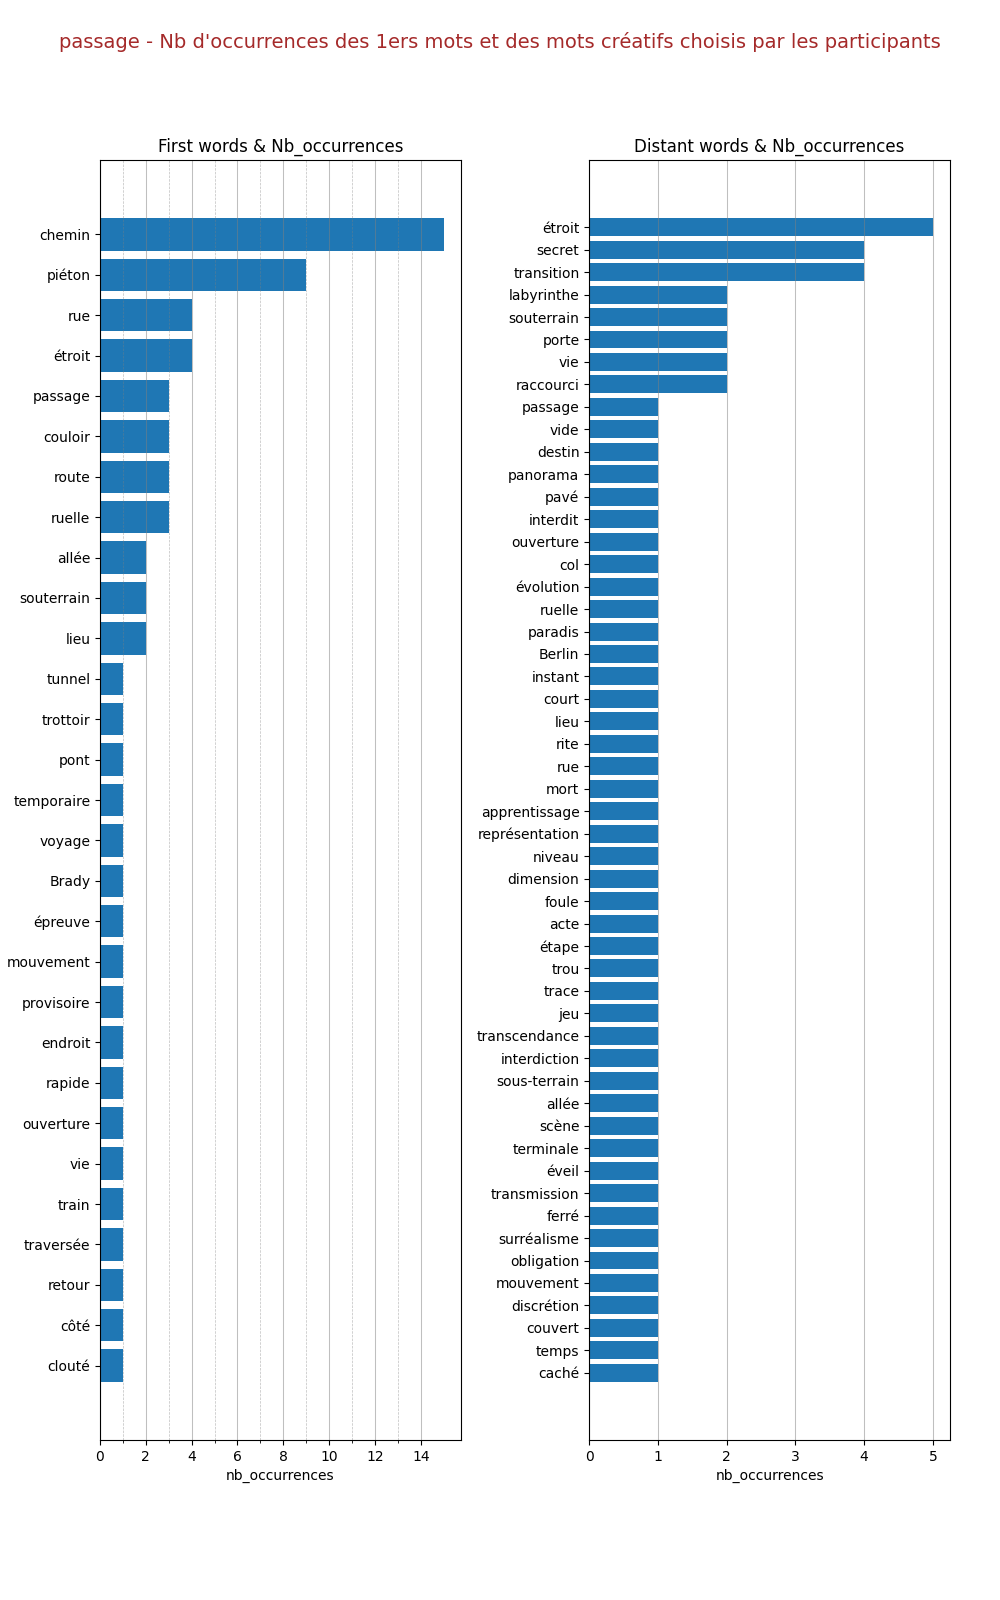 passage - Nb d'occurrences des 1ers mots et des mots créatifs choisis par les participants
First words & Nb_occurrences
chemin
piéton
rue
étroit
passage
couloir
route
ruelle
allée
souterrain
lieu
tunnel
trottoir
pont
temporaire
voyage
Brady
épreuve
mouvement
provisoire
endroit
rapide
ouverture
vie
train
traversée
retour
côté
clouté
0 2 4 6 8 10 12 14
nb_occurrences
Distant words & Nb_occurrences
étroit
secret
transition
labyrinthe
souterrain
porte
vie
raccourci
passage
vide
destin
panorama
pavé
interdit
ouverture
col
évolution
ruelle
paradis
Berlin
instant
court
lieu
rite
rue
mort
apprentissage
représentation
niveau
dimension
foule
acte
étape
trou
trace
jeu
transcendance
interdiction
sous-terrain
allée
scène
terminale
éveil
transmission
ferré
surréalisme
obligation
mouvement
discrétion
couvert
temps
caché
0 1 2 3 4 5
nb_occurrences